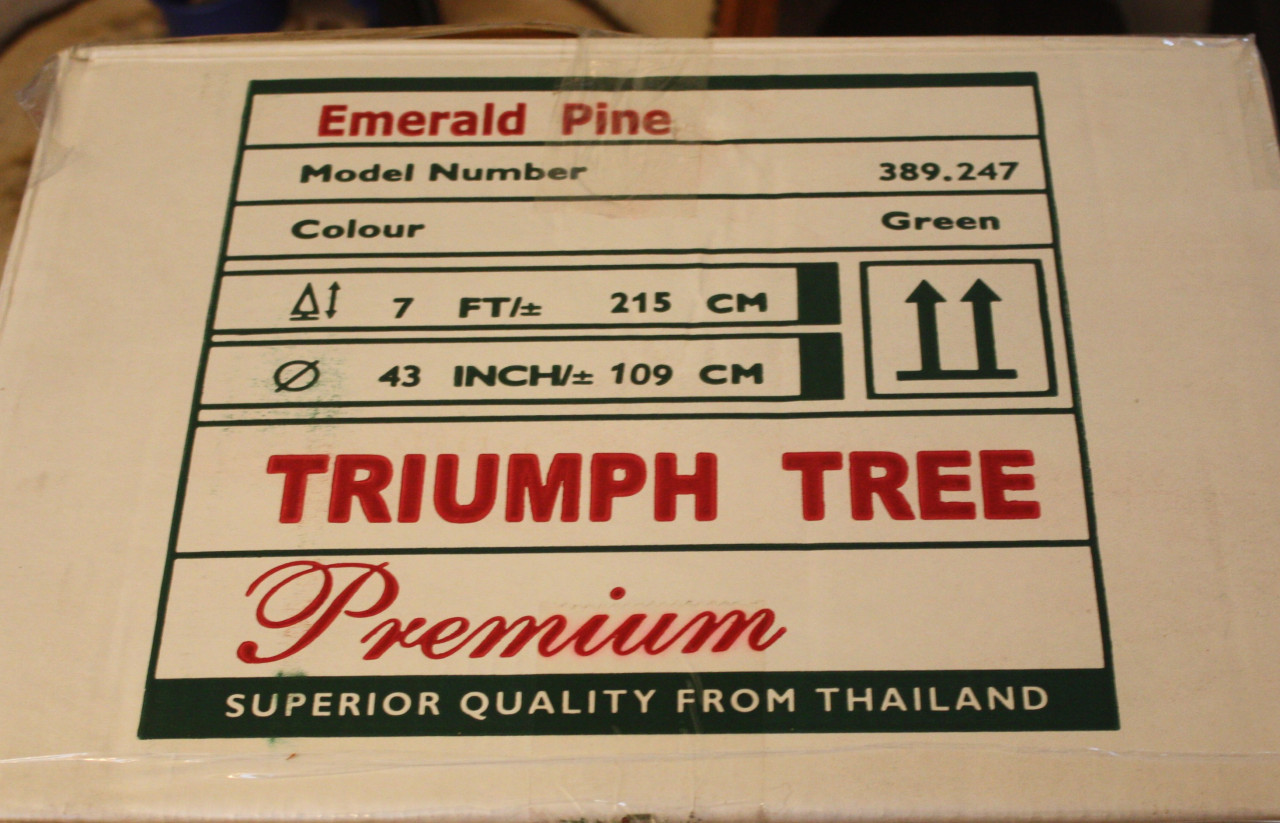 Emerald Pine
Model Number 389.247
Colour Green
7 FT/± 215 CM
Ø 43 INCH/± 109 CM
TRIUMPH TREE
Premium
SUPERIOR QUALITY FROM THAILAND